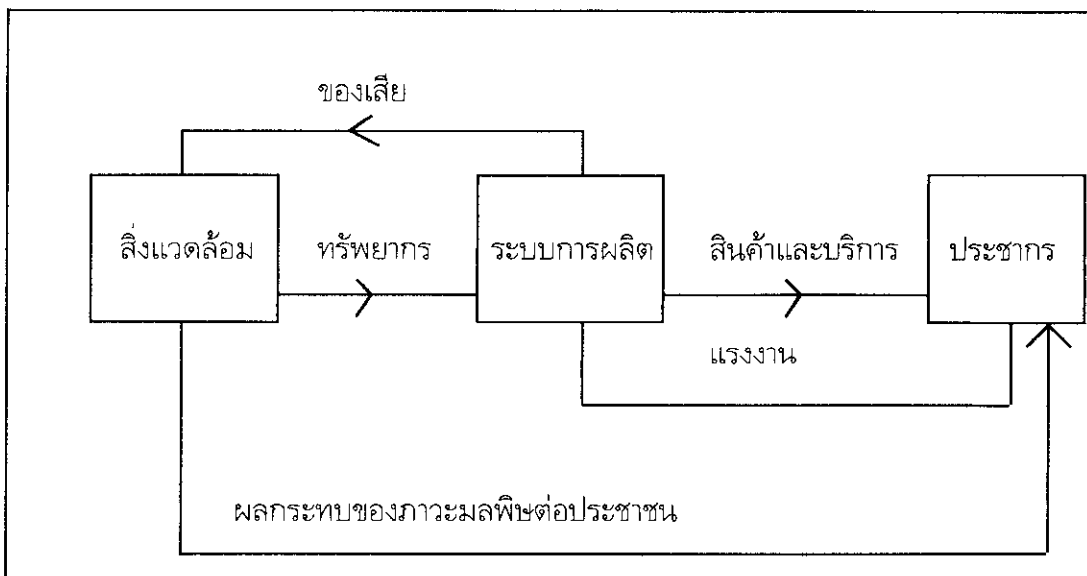 ของเสีย
สิ่งแวดล้อม
ทรัพยากร
ระบบการผลิต
สินค้าและบริการ
ประชากร
แรงงาน
ผลกระทบของภาวะมลพิษต่อประชาชน